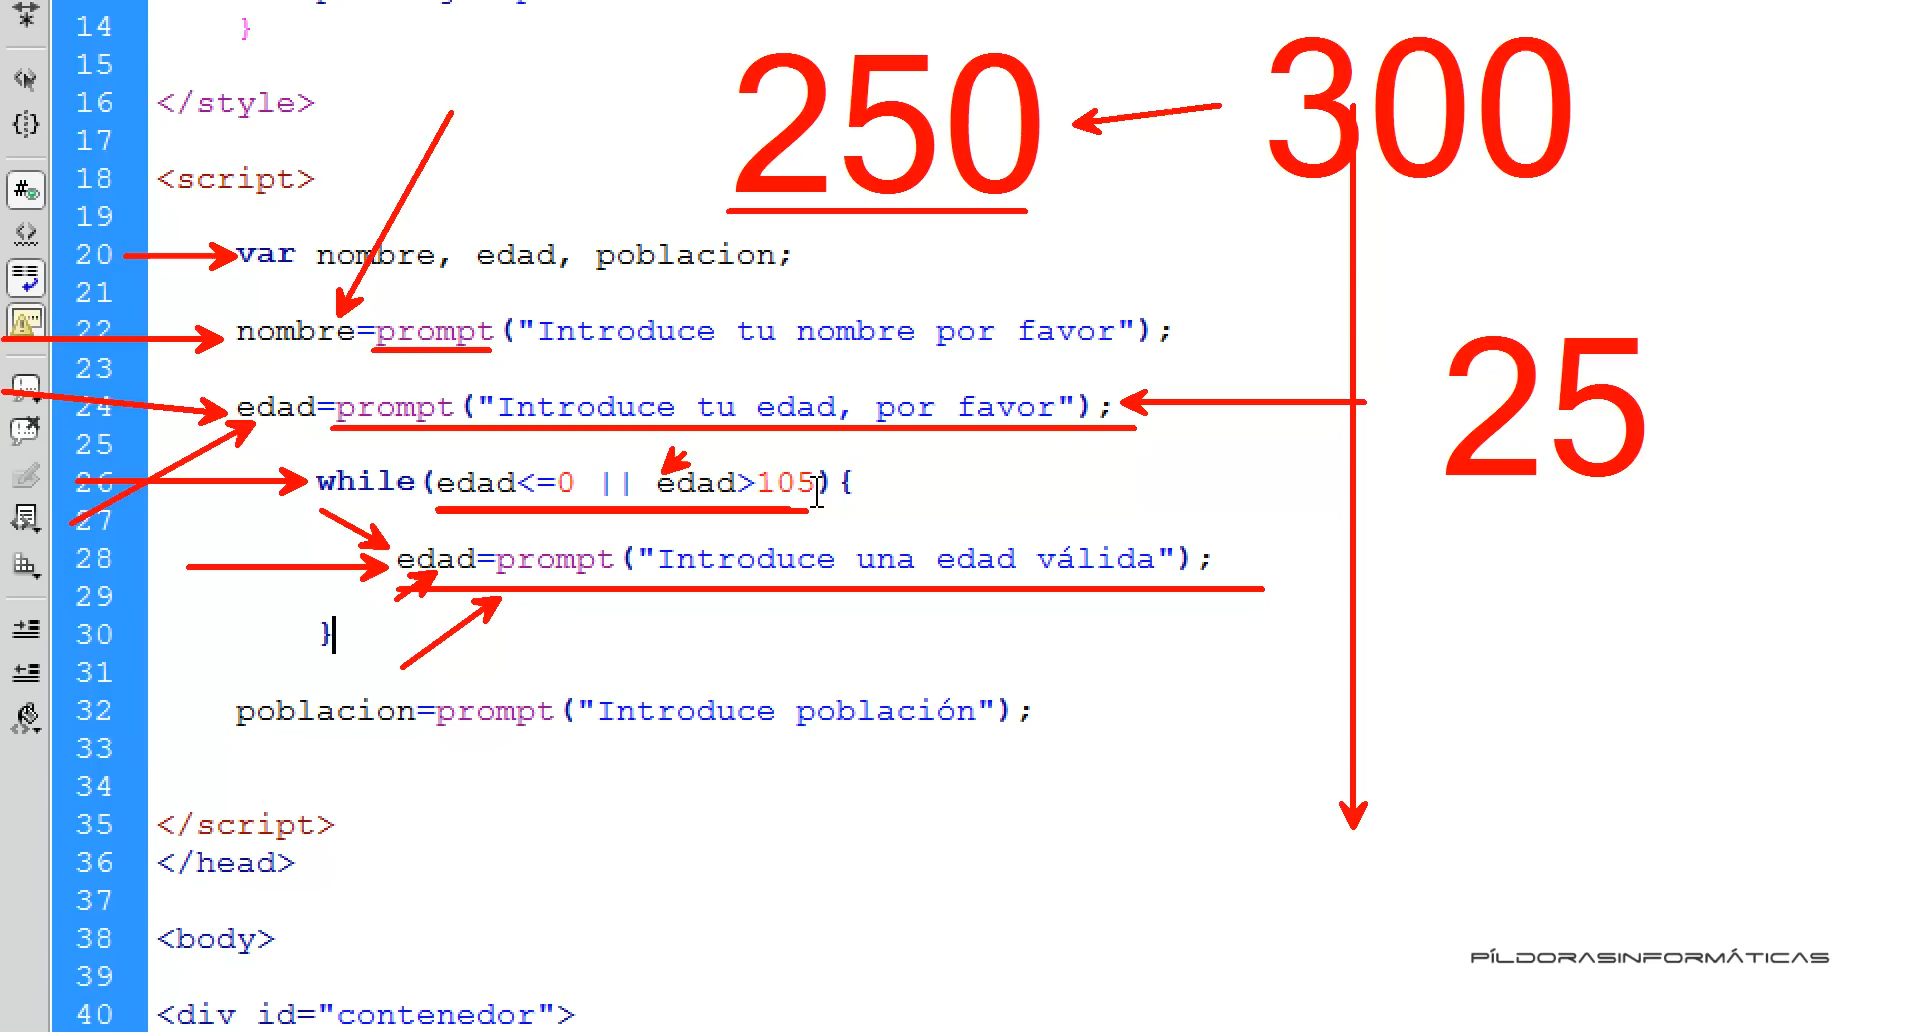 14 }
15
16 </style>
17
18 <script>
19
20 var nombre, edad, poblacion;
21
22 nombre=prompt("Introduce tu nombre por favor");
23
24 edad=prompt("Introduce tu edad, por favor");
25
26 while(edad<=0 || edad>105){
27
28 edad=prompt("Introduce una edad válida");
29
30 }
31
32 poblacion=prompt("Introduce población");
33
34
35 </script>
36 </head>
37
38 <body>
39
40 <div id="contenedor">
250
300
25
PÍLDORASINFORMÁTICAS